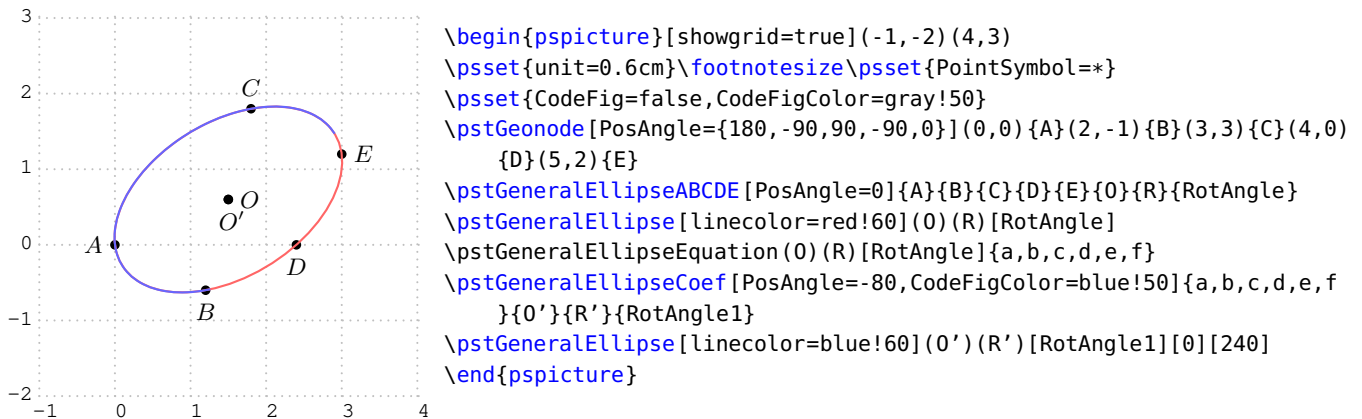 3
2
1
0
−1
−2
−1 0 1 2 3 4
C
E
O
O′
A
D
B
\begin{pspicture}[showgrid=true](-1,-2)(4,3)
\psset{unit=0.6cm}\footnotesize\psset{PointSymbol=*}
\psset{CodeFig=false,CodeFigColor=gray!50}
\pstGeonode[PosAngle={180,-90,90,-90,0}](0,0){A}(2,-1){B}(3,3){C}(4,0)
{D}(5,2){E}
\pstGeneralEllipseABCDE[PosAngle=0]{A}{B}{C}{D}{E}{O}{R}{RotAngle}
\pstGeneralEllipse[linecolor=red!60](O)(R)[RotAngle]
\pstGeneralEllipseEquation(O)(R)[RotAngle]{a,b,c,d,e,f}
\pstGeneralEllipseCoef[PosAngle=-80,CodeFigColor=blue!50]{a,b,c,d,e,f
}{O’}{R’}{RotAngle1}
\pstGeneralEllipse[linecolor=blue!60](O’)(R’)[RotAngle1][0][240]
\end{pspicture}